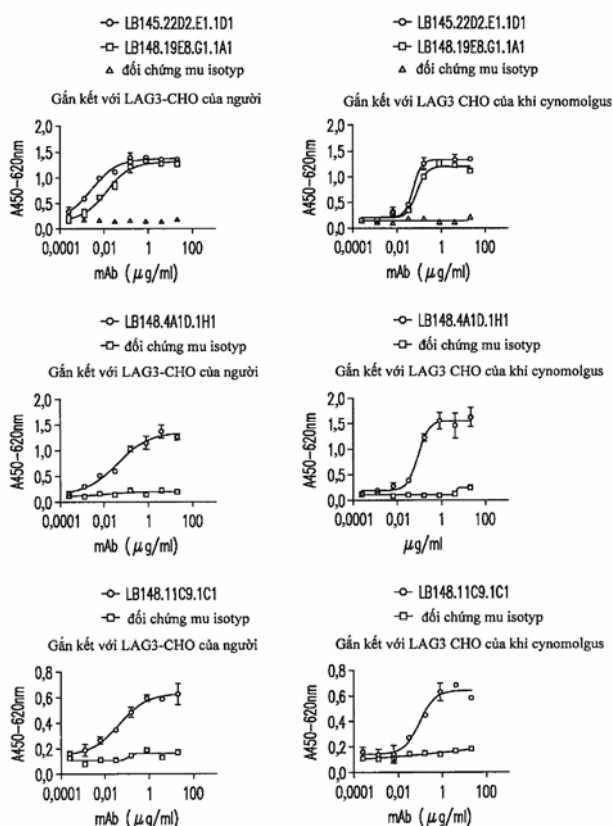 LB145.22D2.E1.1D1
LB148.19E8.G1.1A1
đối chứng mu isotyp
Gắn kết với LAG3-CHO của người
A450-620nm
2,0
1,5
1,0
0,5
0,0
0,0001 0,01 1 100
mAb (μg/ml)
LB145.22D2.E1.1D1
LB148.19E8.G1.1A1
đối chứng mu isotyp
Gắn kết với LAG3 CHO của khỉ cynomolgus
A450-620nm
2,0
1,5
1,0
0,5
0,0
0,0001 0,01 1 100
mAb (μg/ml)
LB148.4A1D.1H1
đối chứng mu isotyp
Gắn kết với LAG3-CHO của người
A450-620nm
2,0
1,5
1,0
0,5
0,0
0,0001 0,01 1 100
mAb (μg/ml)
LB148.4A1D.1H1
đối chứng mu isotyp
Gắn kết với LAG3 CHO của khỉ cynomolgus
A450-620nm
2,0
1,5
1,0
0,5
0,0
0,0001 0,01 1 100
μg/ml
LB148.11C9.1C1
đối chứng mu isotyp
Gắn kết với LAG3-CHO của người
A450-620nm
0,8
0,6
0,4
0,2
0,0
0,0001 0,01 1 100
mAb (μg/ml)
LB148.11C9.1C1
đối chứng mu isotyp
Gắn kết với LAG3 CHO của khỉ cynomolgus
A450-620nm
0,8
0,6
0,4
0,2
0,0
0,0001 0,01 1 100
mAb (μg/ml)